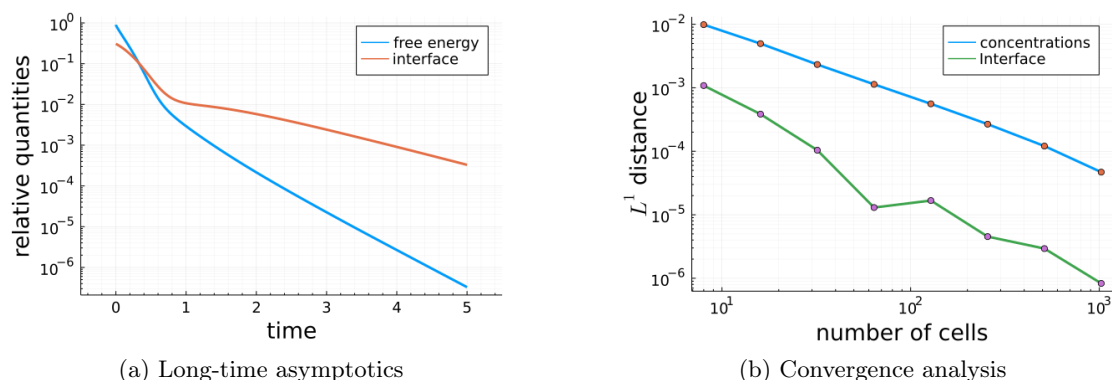 relative quantities
10⁰
10⁻¹
10⁻²
10⁻³
10⁻⁴
10⁻⁵
10⁻⁶
free energy
interface
0 1 2 3 4 5
time
(a) Long-time asymptotics
L¹ distance
10⁻²
10⁻³
10⁻⁴
10⁻⁵
10⁻⁶
concentrations
Interface
10¹ 10² 10³
number of cells
(b) Convergence analysis